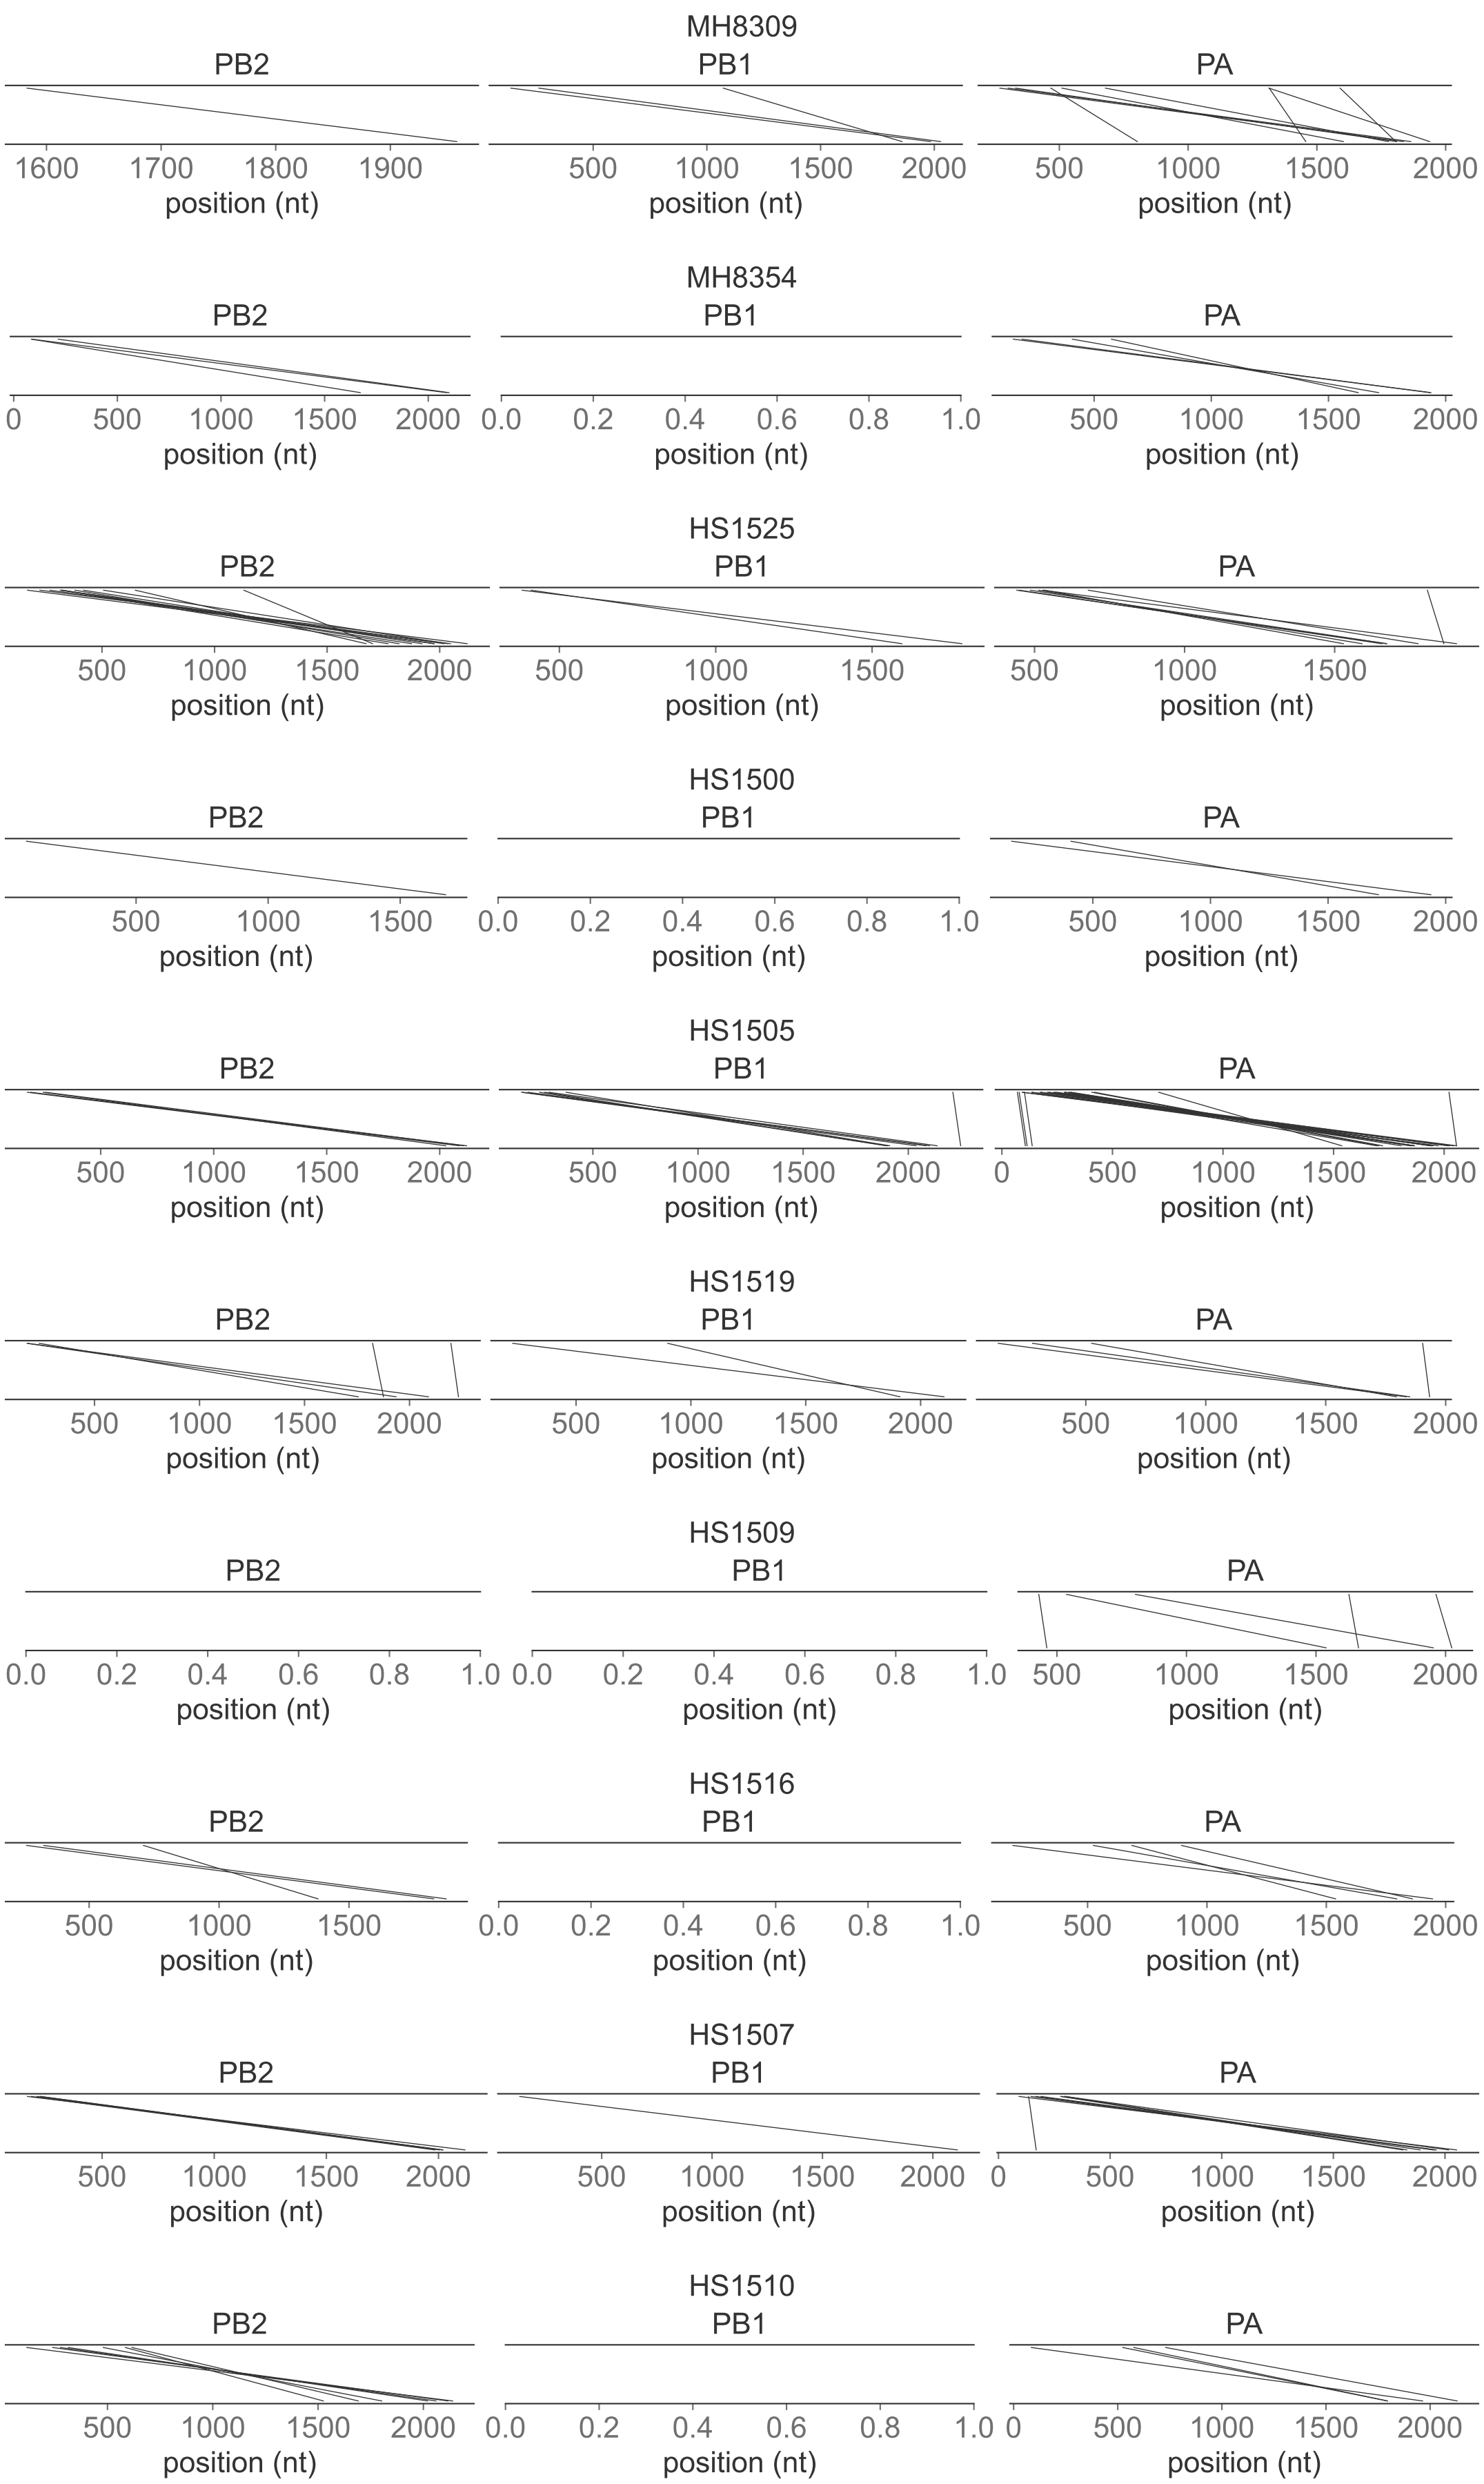 MH8309
PB2 PB1 PA
1600 1700 1800 1900 500 1000 1500 2000 500 1000 1500 2000
position (nt) position (nt) position (nt)
MH8354
PB2 PB1 PA
0 500 1000 1500 2000 0.0 0.2 0.4 0.6 0.8 1.0 500 1000 1500 2000
position (nt) position (nt) position (nt)
HS1525
PB2 PB1 PA
500 1000 1500 2000 500 1000 1500 500 1000 1500
position (nt) position (nt) position (nt)
HS1500
PB2 PB1 PA
500 1000 1500 0.0 0.2 0.4 0.6 0.8 1.0 500 1000 1500 2000
position (nt) position (nt) position (nt)
HS1505
PB2 PB1 PA
500 1000 1500 2000 500 1000 1500 2000 0 500 1000 1500 2000
position (nt) position (nt) position (nt)
HS1519
PB2 PB1 PA
500 1000 1500 2000 500 1000 1500 2000 500 1000 1500 2000
position (nt) position (nt) position (nt)
HS1509
PB2 PB1 PA
0.0 0.2 0.4 0.6 0.8 1.0 0.0 0.2 0.4 0.6 0.8 1.0 500 1000 1500 2000
position (nt) position (nt) position (nt)
HS1516
PB2 PB1 PA
500 1000 1500 0.0 0.2 0.4 0.6 0.8 1.0 500 1000 1500 2000
position (nt) position (nt) position (nt)
HS1507
PB2 PB1 PA
500 1000 1500 2000 500 1000 1500 2000 0 500 1000 1500 2000
position (nt) position (nt) position (nt)
HS1510
PB2 PB1 PA
500 1000 1500 2000 0.0 0.2 0.4 0.6 0.8 1.0 0 500 1000 1500 2000
position (nt) position (nt) position (nt)